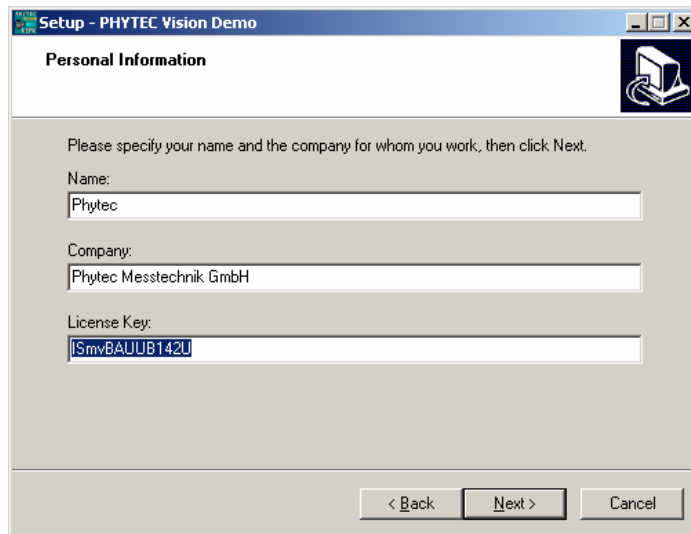 Setup - PHYTEC Vision Demo
Personal Information
Please specify your name and the company for whom you work, then click Next.
Name:
Phytec
Company:
Phytec Messtechnik GmbH
License Key:
ISmvBAUUB142U
< Back
Next >
Cancel